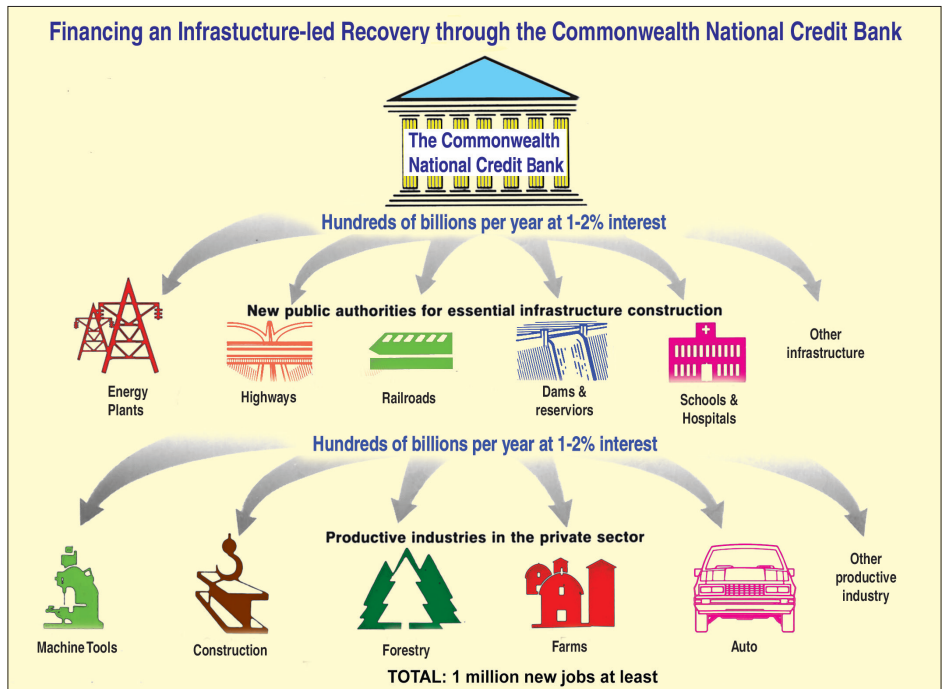 Financing an Infrastucture-led Recovery through the Commonwealth National Credit Bank
The Commonwealth
National Credit Bank
Hundreds of billions per year at 1-2% interest
New public authorities for essential infrastructure construction
Energy
Plants
Highways
Railroads
Dams &
reserviors
Schools &
Hospitals
Other
infrastructure
Hundreds of billions per year at 1-2% interest
Productive industries in the private sector
Machine Tools
Construction
Forestry
Farms
Auto
Other
productive
industry
TOTAL: 1 million new jobs at least